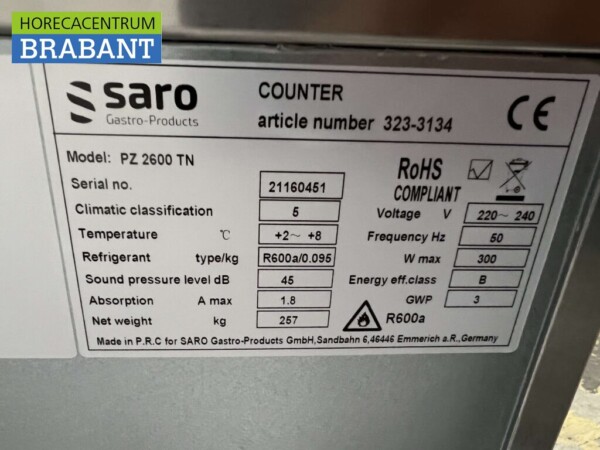 HORECACENTRUM
BRABANT
saro
Gastro-Products
COUNTER
article number 323-3134
CE
Model: PZ 2600 TN
RoHS
COMPLIANT
Serial no. 21160451
Climatic classification 5
Voltage V 220~ 240
Temperature ℃ +2~ +8
Frequency Hz 50
Refrigerant type/kg R600a/0.095
W max 300
Sound pressure level dB 45
Energy eff.class B
Absorption A max 1.8
GWP 3
Net weight kg 257
R600a
Made in P.R.C for SARO Gastro-Products GmbH,Sandbahn 6,46446 Emmerich a.R.,Germany